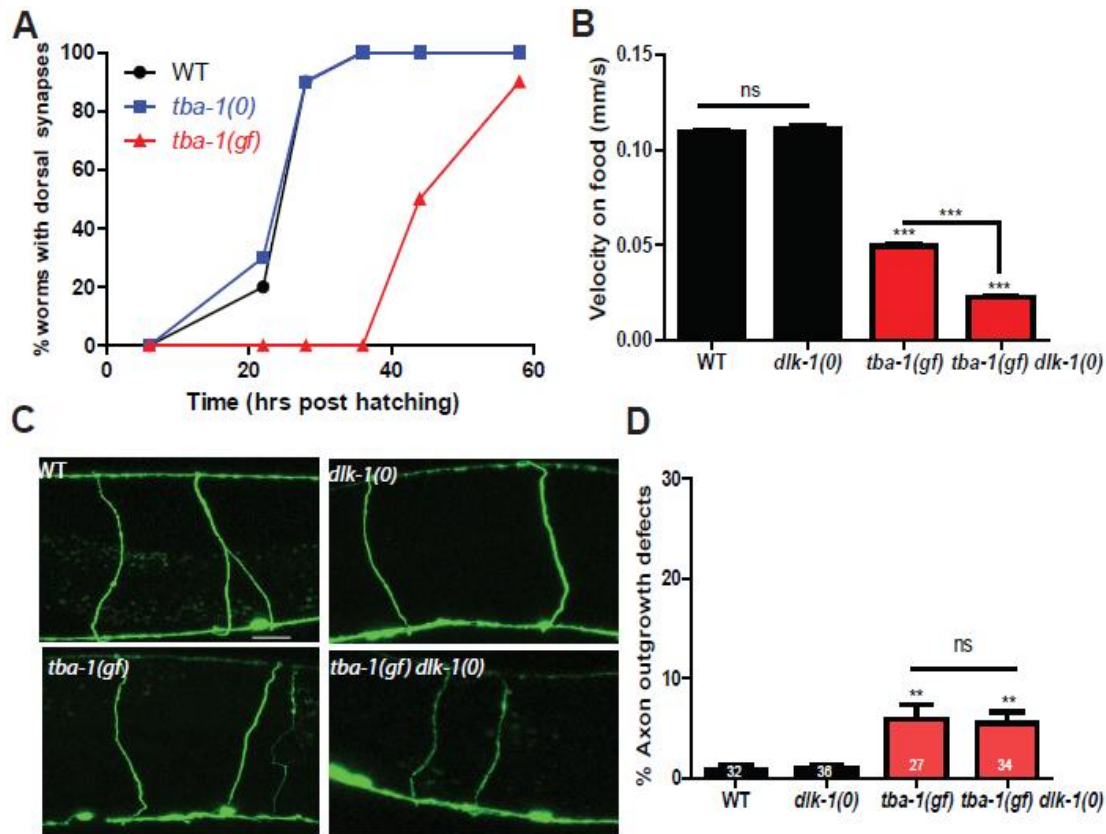 A
% worms with dorsal synapses
100
80
60
40
20
0
WT
tba-1(0)
tba-1(gf)
0 20 40 60
Time (hrs post hatching)
B
Velocity on food (mm/s)
0.15
0.10
0.05
0.00
ns
***
*** ***
WT dlk-1(0) tba-1(gf) tba-1(gf) dlk-1(0)
C
WT
dlk-1(0)
tba-1(gf)
tba-1(gf) dlk-1(0)
D
% Axon outgrowth defects
30
20
10
0
ns
** **
32 36 27 34
WT dlk-1(0) tba-1(gf) tba-1(gf) dlk-1(0)